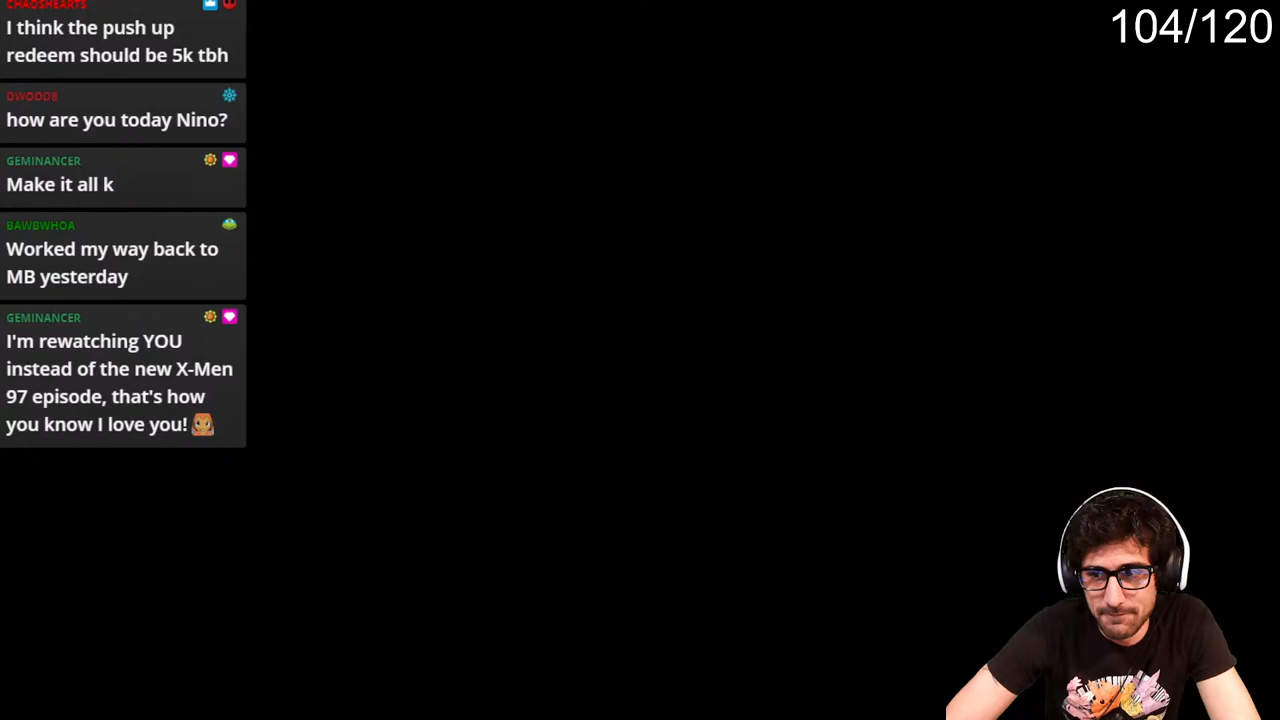 CHAOSHEARTS
104/120
I think the push up
redeem should be 5k tbh
DWOOD8
how are you today Nino?
GEMINANCER
Make it all k
BAWBWHOA
Worked my way back to
MB yesterday
GEMINANCER
I'm rewatching YOU
instead of the new X-Men
97 episode, that's how
you know I love you!